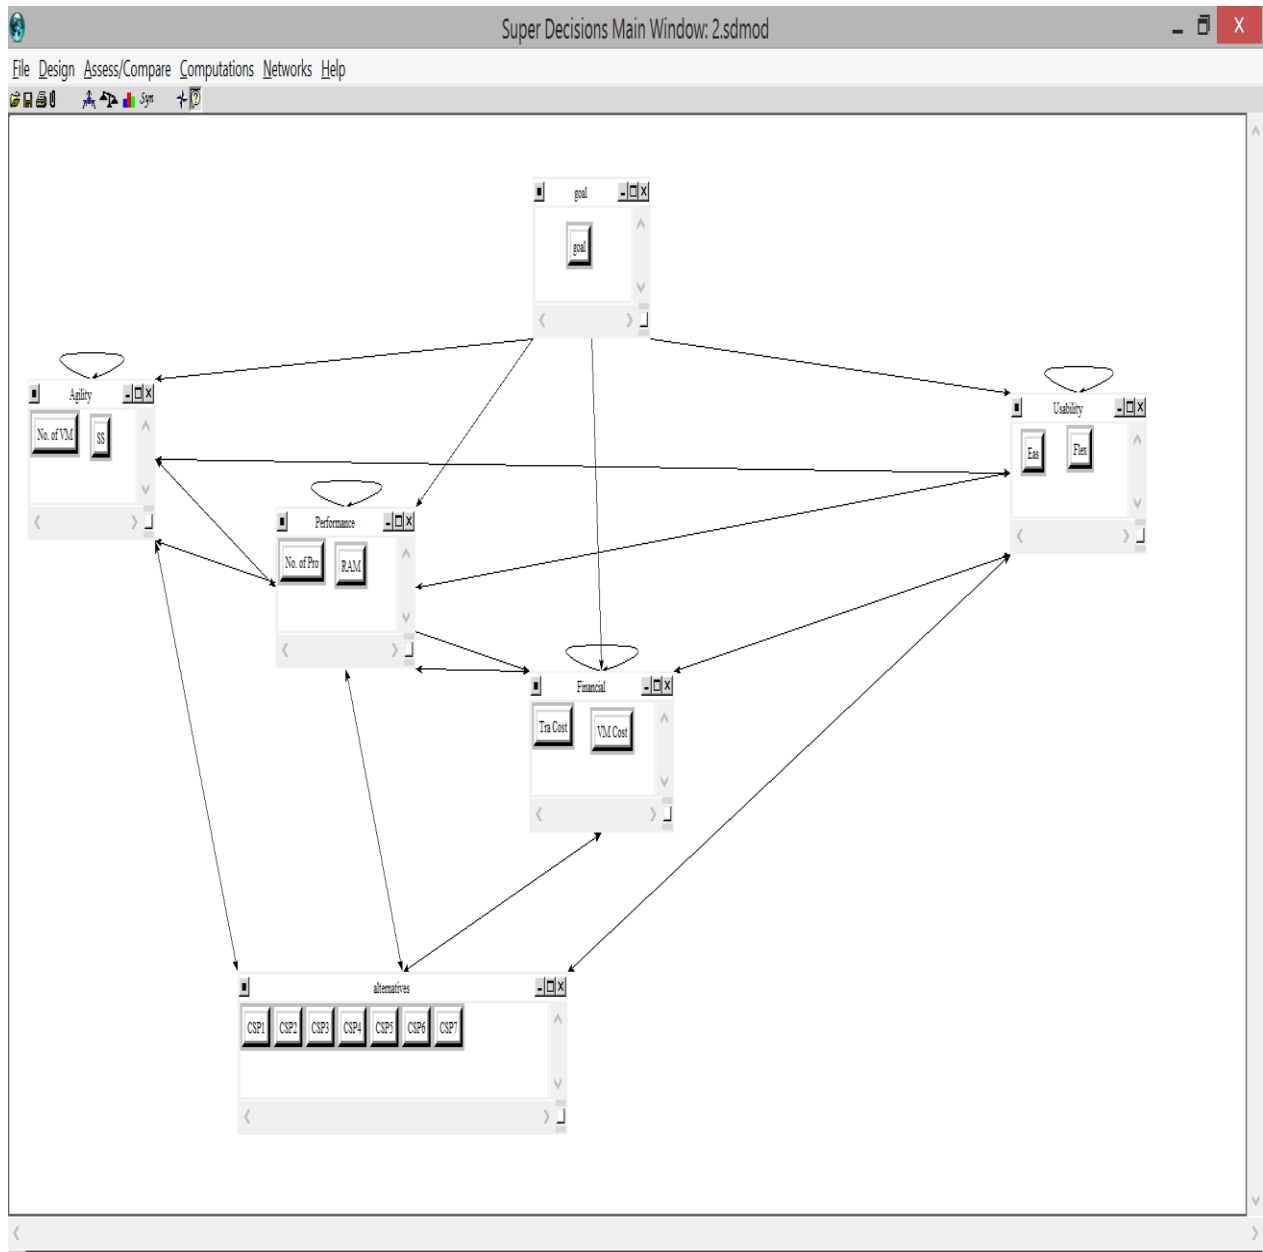 Super Decisions Main Window: 2.sdmod
X
File Design Assess/Compare Computations Networks Help
Syn
goal
goal
Agility
No. of VM SS
Usability
Eas Flex
Performance
No. of Pro RAM
Financial
Tra Cost VM Cost
alternatives
CSP1 CSP2 CSP3 CSP4 CSP5 CSP6 CSP7